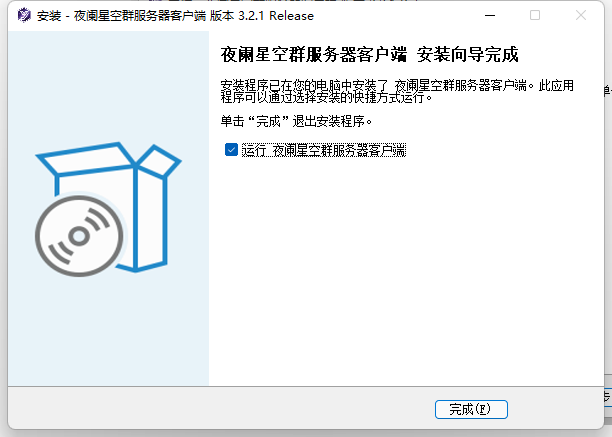 安装 - 夜阑星空群服务器客户端 版本 3.2.1 Release
夜阑星空群服务器客户端 安装向导完成
安装程序已在您的电脑中安装了 夜阑星空群服务器客户端。此应用
程序可以通过选择安装的快捷方式运行。
单击“完成”退出安装程序。
运行 夜阑星空群服务器客户端
完成(F)
步